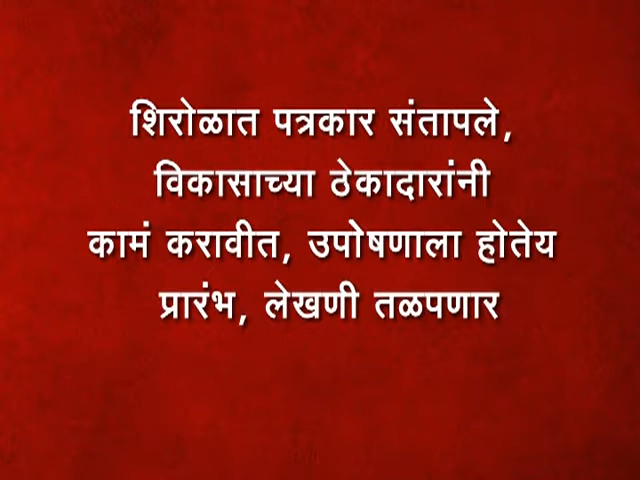 शिरोळात पत्रकार संतापले,
विकासाच्या ठेकादारांनी
कामं करावीत, उपोषणाला होतेय
प्रारंभ, लेखणी तळपणार